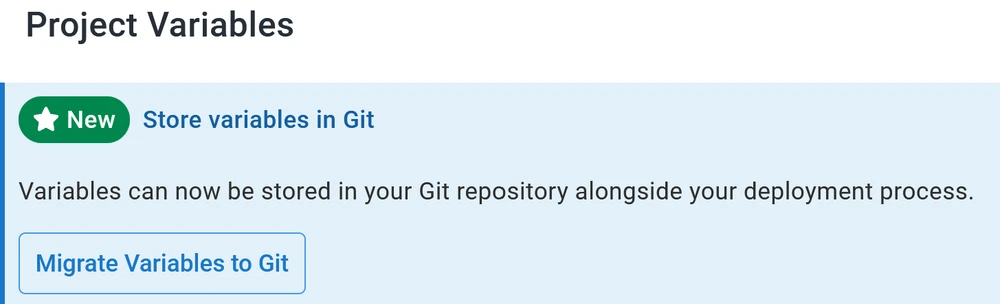 Project Variables
New Store variables in Git
Variables can now be stored in your Git repository alongside your deployment process.
Migrate Variables to Git